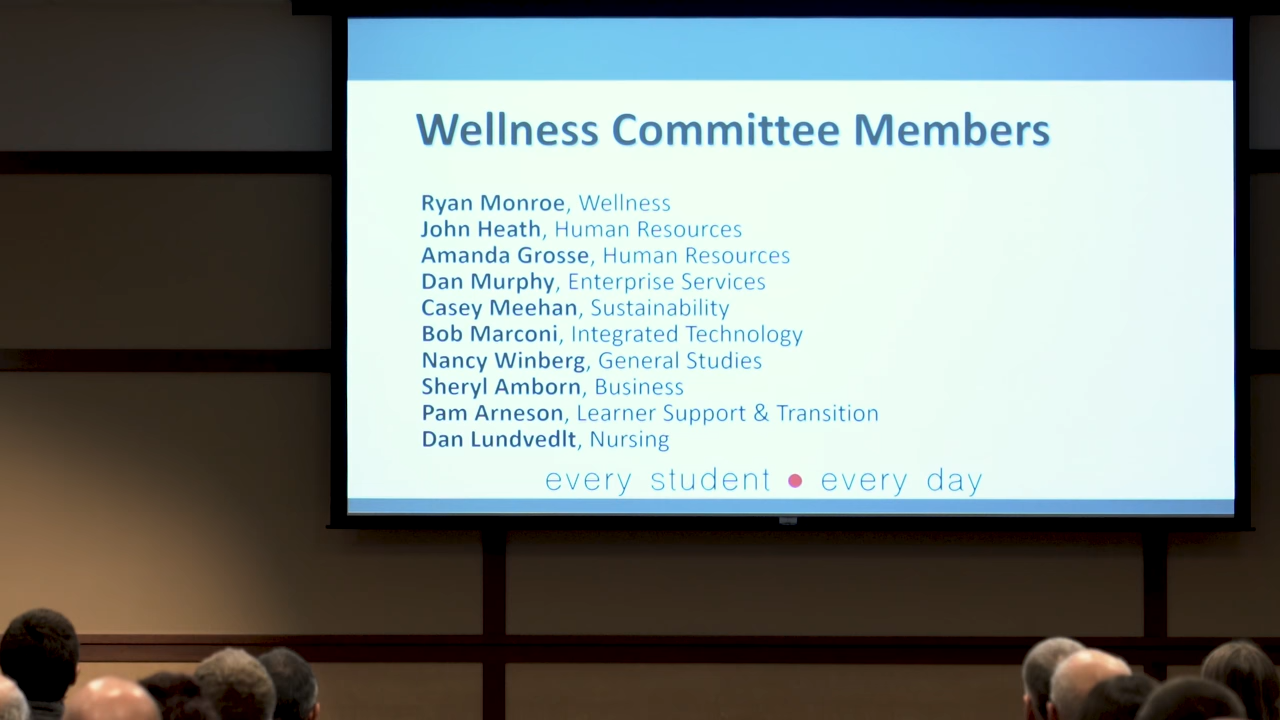 Wellness Committee Members
Ryan Monroe, Wellness
John Heath, Human Resources
Amanda Grosse, Human Resources
Dan Murphy, Enterprise Services
Casey Meehan, Sustainability
Bob Marconi, Integrated Technology
Nancy Winberg, General Studies
Sheryl Amborn, Business
Pam Arneson, Learner Support & Transition
Dan Lundvedlt, Nursing
every student • every day